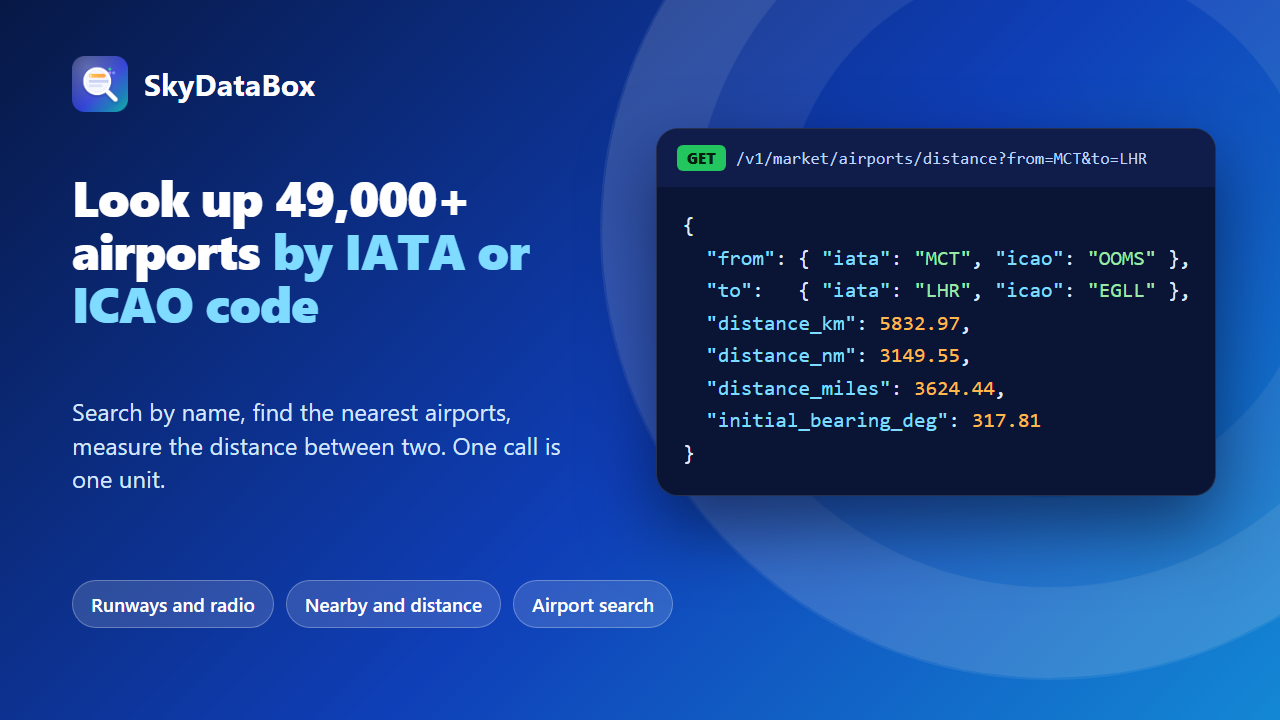 SkyDataBox
Look up 49,000+
airports by IATA or
ICAO code
Search by name, find the nearest airports,
measure the distance between two. One call is
one unit.
Runways and radio
Nearby and distance
Airport search
GET /v1/market/airports/distance?from=MCT&to=LHR
{
  "from": { "iata": "MCT", "icao": "OOMS" },
  "to":   { "iata": "LHR", "icao": "EGLL" },
  "distance_km": 5832.97,
  "distance_nm": 3149.55,
  "distance_miles": 3624.44,
  "initial_bearing_deg": 317.81
}